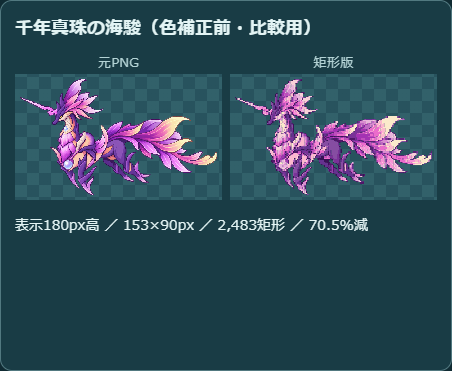 千年真珠の海駿（色補正前・比較用）
元PNG
矩形版
表示180px高 ／ 153×90px ／ 2,483矩形 ／ 70.5%減